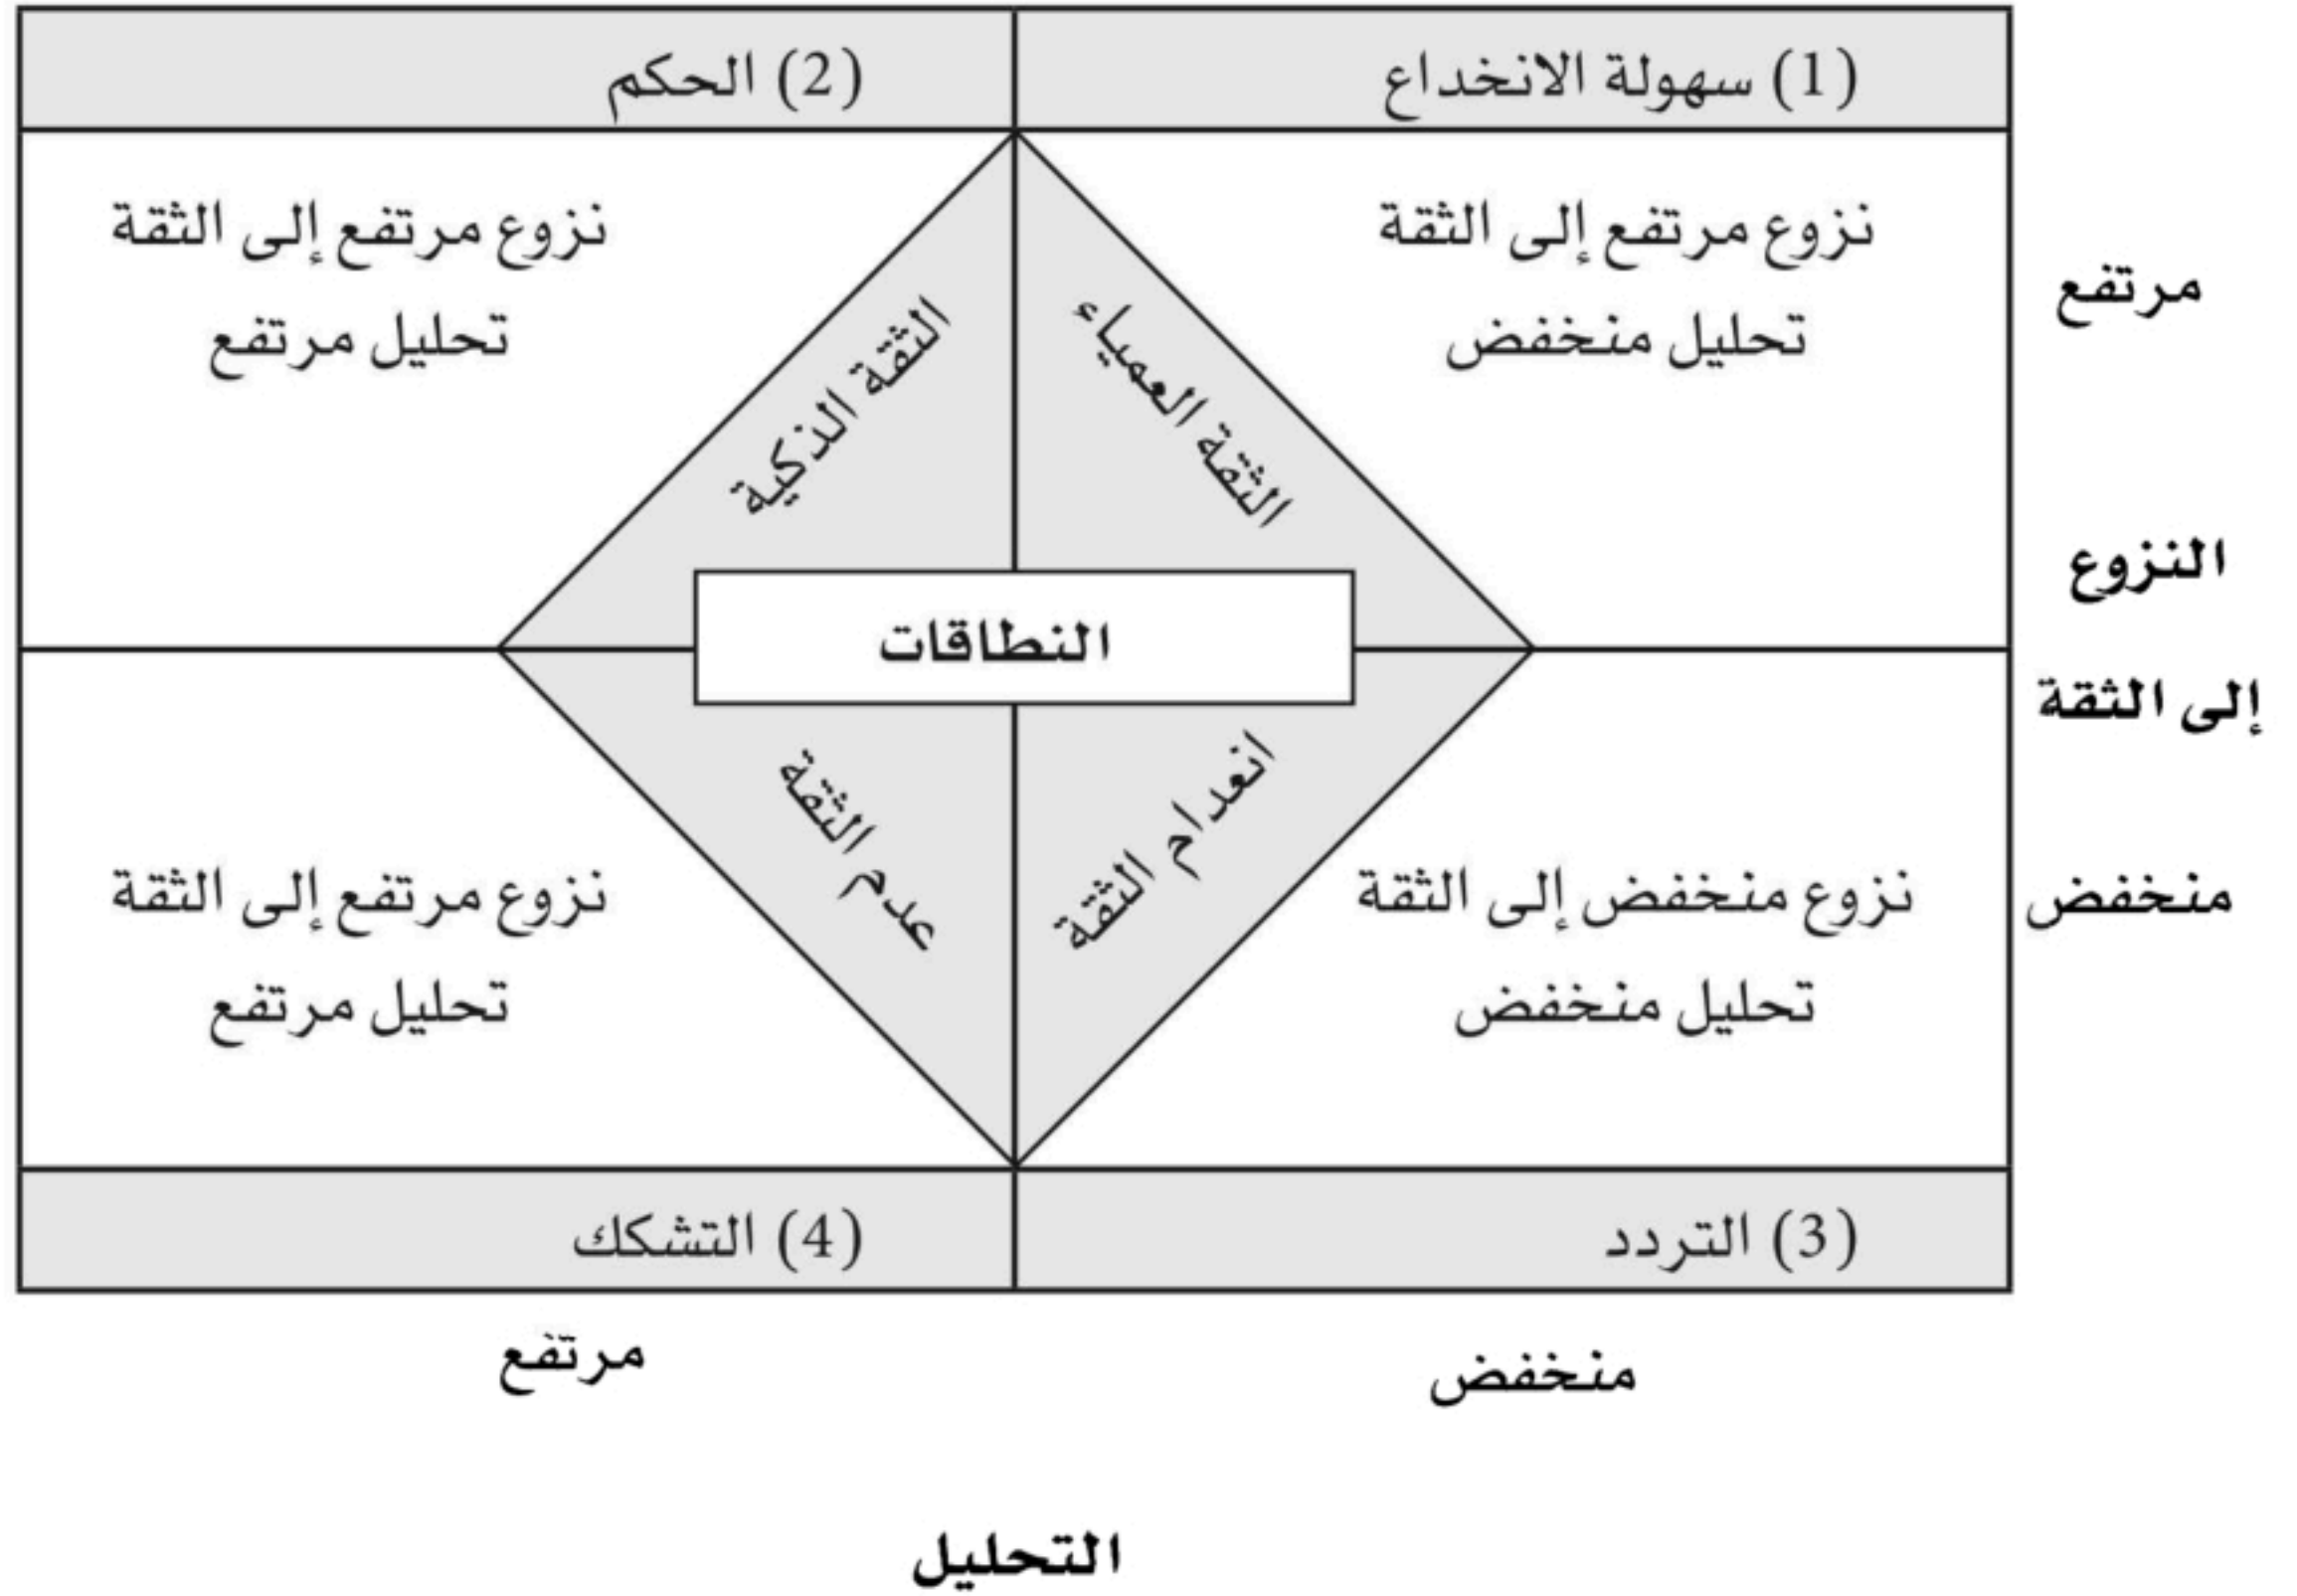 (1) سهولة الانخداع
(2) الحكم
نزوع مرتفع إلى الثقة
تحليل منخفض
نزوع مرتفع إلى الثقة
تحليل مرتفع
مرتفع
الثقة العمياء
الثقة الذكية
النزوع
إلى الثقة
النطاقات
منخفض
انعدام الثقة
عدم الثقة
نزوع منخفض إلى الثقة
تحليل منخفض
نزوع مرتفع إلى الثقة
تحليل مرتفع
(3) التردد
(4) التشكك
منخفض
مرتفع
التحليل